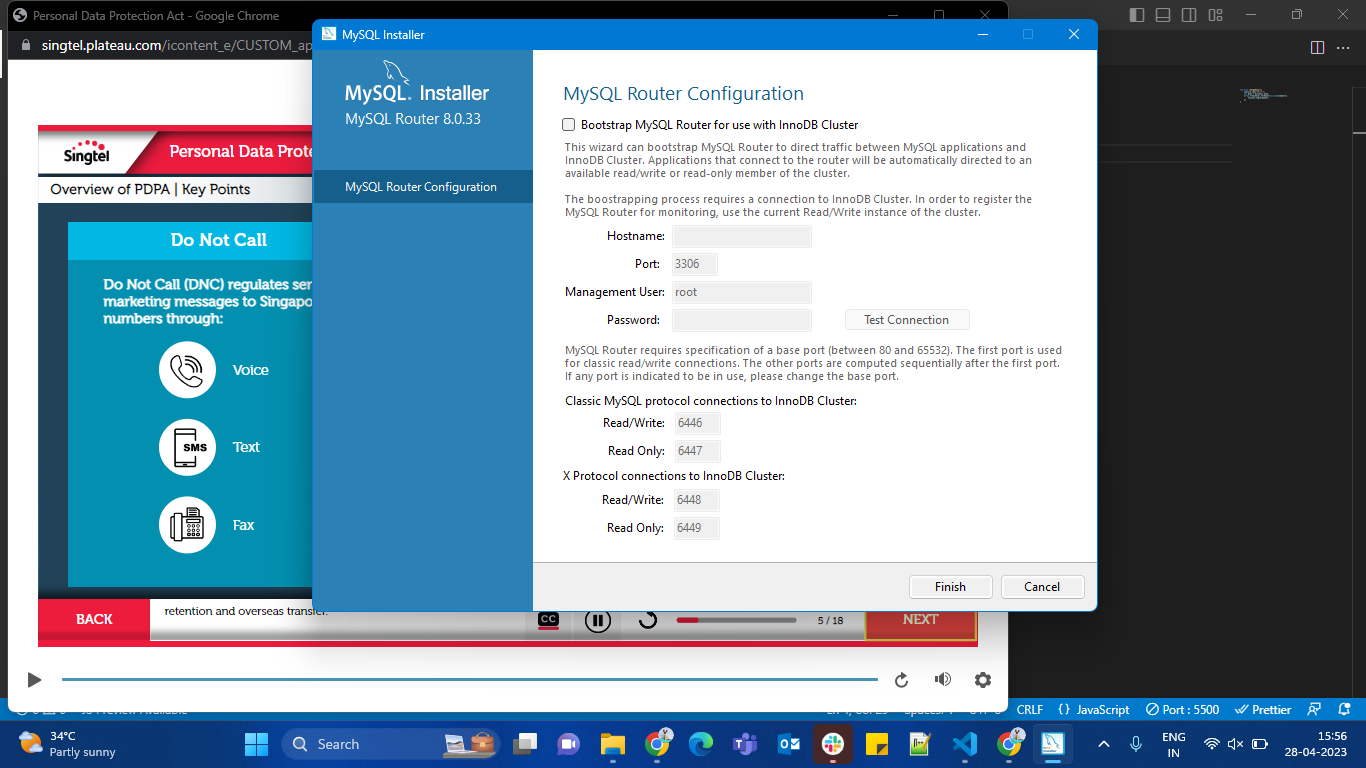 Personal Data Protection Act - Google Chrome
singtel.plateau.com/icontent_e/CUSTOM_ap
Singtel
Personal Data Prote
Overview of PDPA | Key Points
Do Not Call
Do Not Call (DNC) regulates ser
marketing messages to Singapo
numbers through:
Voice
SMS
Text
Fax
BACK
retention and overseas transfer.
CC
5 / 18
NEXT
MySQL Installer
MySQL. Installer
MySQL Router 8.0.33
MySQL Router Configuration
MySQL Router Configuration
Bootstrap MySQL Router for use with InnoDB Cluster
This wizard can bootstrap MySQL Router to direct traffic between MySQL applications and
InnoDB Cluster. Applications that connect to the router will be automatically directed to an
available read/write or read-only member of the cluster.
The boostrapping process requires a connection to InnoDB Cluster. In order to register the
MySQL Router for monitoring, use the current Read/Write instance of the cluster.
Hostname:
Port: 3306
Management User: root
Password:
Test Connection
MySQL Router requires specification of a base port (between 80 and 65532). The first port is used
for classic read/write connections. The other ports are computed sequentially after the first port.
If any port is indicated to be in use, please change the base port.
Classic MySQL protocol connections to InnoDB Cluster:
Read/Write: 6446
Read Only: 6447
X Protocol connections to InnoDB Cluster:
Read/Write: 6448
Read Only: 6449
Finish
Cancel
CRLF
{ } JavaScript
Port : 5500
Prettier
34°C
Partly sunny
Search
ENG
IN
15:56
28-04-2023